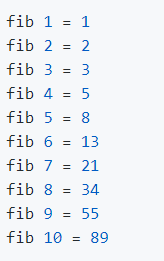 fib 1 = 1
fib 2 = 2
fib 3 = 3
fib 4 = 5
fib 5 = 8
fib 6 = 13
fib 7 = 21
fib 8 = 34
fib 9 = 55
fib 10 = 89